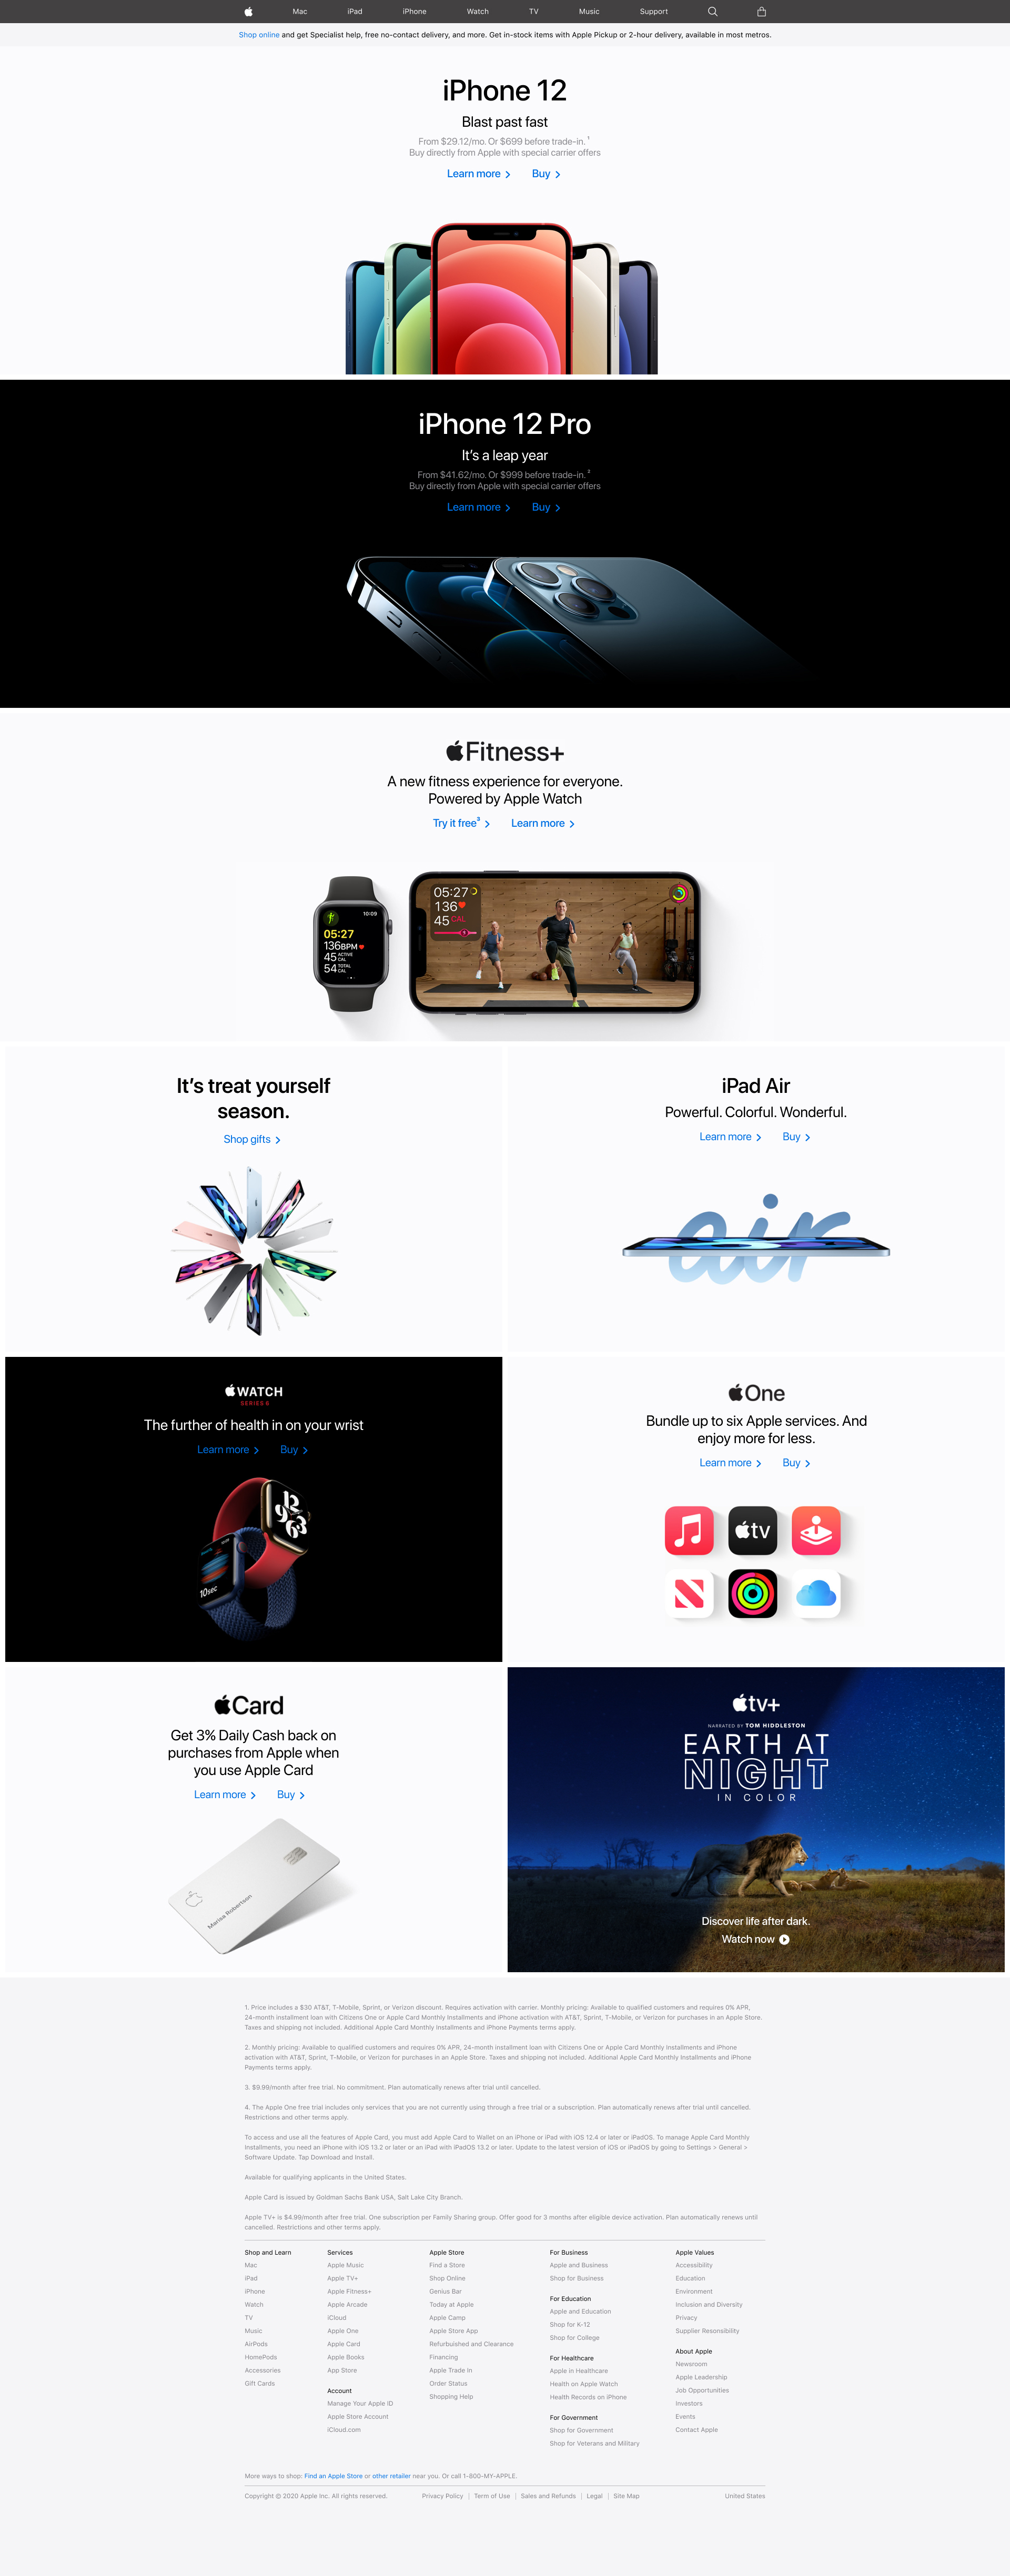 Mac iPad iPhone Watch TV Music Support
Shop online and get Specialist help, free no-contact delivery, and more. Get in-stock items with Apple Pickup or 2-hour delivery, available in most metros.
iPhone 12
Blast past fast
From $29.12/mo. Or $699 before trade-in. ¹
Buy directly from Apple with special carrier offers
Learn more Buy
iPhone 12 Pro
It's a leap year
From $41.62/mo. Or $999 before trade-in. ²
Buy directly from Apple with special carrier offers
Learn more Buy
Fitness+
A new fitness experience for everyone.
Powered by Apple Watch
Try it free³ Learn more
10:09
05:27
136BPM
45 ACTIVE CAL
54 TOTAL CAL
05:27
136
45 CAL
It's treat yourself
season.
Shop gifts
iPad Air
Powerful. Colorful. Wonderful.
Learn more Buy
air
WATCH
SERIES 6
The further of health in on your wrist
Learn more Buy
10sec
One
Bundle up to six Apple services. And
enjoy more for less.
Learn more Buy
tv
Card
Get 3% Daily Cash back on
purchases from Apple when
you use Apple Card
Learn more Buy
Marisa Robertson
tv+
NARRATED BY TOM HIDDLESTON
EARTH AT
NIGHT
IN COLOR
Discover life after dark.
Watch now
1. Price includes a $30 AT&T, T-Mobile, Sprint, or Verizon discount. Requires activation with carrier. Monthly pricing: Available to qualified customers and requires 0% APR,
24-month installment loan with Citizens One or Apple Card Monthly Installments and iPhone activation with AT&T, Sprint, T-Mobile, or Verizon for purchases in an Apple Store.
Taxes and shipping not included. Additional Apple Card Monthly Installments and iPhone Payments terms apply.
2. Monthly pricing: Available to qualified customers and requires 0% APR, 24-month installment loan with Citizens One or Apple Card Monthly Installments and iPhone
activation with AT&T, Sprint, T-Mobile, or Verizon for purchases in an Apple Store. Taxes and shipping not included. Additional Apple Card Monthly Installments and iPhone
Payments terms apply.
3. $9.99/month after free trial. No commitment. Plan automatically renews after trial until cancelled.
4. The Apple One free trial includes only services that you are not currently using through a free trial or a subscription. Plan automatically renews after trial until cancelled.
Restrictions and other terms apply.
To access and use all the features of Apple Card, you must add Apple Card to Wallet on an iPhone or iPad with iOS 12.4 or later or iPadOS. To manage Apple Card Monthly
Installments, you need an iPhone with iOS 13.2 or later or an iPad with iPadOS 13.2 or later. Update to the latest version of iOS or iPadOS by going to Settings > General >
Software Update. Tap Download and Install.
Available for qualifying applicants in the United States.
Apple Card is issued by Goldman Sachs Bank USA, Salt Lake City Branch.
Apple TV+ is $4.99/month after free trial. One subscription per Family Sharing group. Offer good for 3 months after eligible device activation. Plan automatically renews until
cancelled. Restrictions and other terms apply.
Shop and Learn
Mac
iPad
iPhone
Watch
TV
Music
AirPods
HomePods
Accessories
Gift Cards
Services
Apple Music
Apple TV+
Apple Fitness+
Apple Arcade
iCloud
Apple One
Apple Card
Apple Books
App Store
Account
Manage Your Apple ID
Apple Store Account
iCloud.com
Apple Store
Find a Store
Shop Online
Genius Bar
Today at Apple
Apple Camp
Apple Store App
Refurbuished and Clearance
Financing
Apple Trade In
Order Status
Shopping Help
For Business
Apple and Business
Shop for Business
For Education
Apple and Education
Shop for K-12
Shop for College
For Healthcare
Apple in Healthcare
Health on Apple Watch
Health Records on iPhone
For Government
Shop for Government
Shop for Veterans and Military
Apple Values
Accessibility
Education
Environment
Inclusion and Diversity
Privacy
Supplier Resonsibility
About Apple
Newsroom
Apple Leadership
Job Opportunities
Investors
Events
Contact Apple
More ways to shop: Find an Apple Store or other retailer near you. Or call 1-800-MY-APPLE.
Copyright © 2020 Apple Inc. All rights reserved. Privacy Policy | Term of Use | Sales and Refunds | Legal | Site Map United States